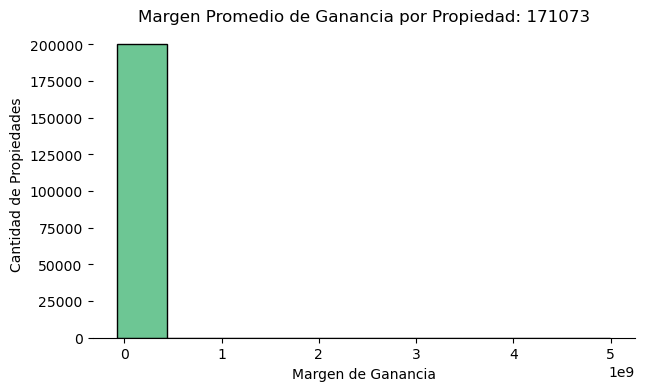 Margen Promedio de Ganancia por Propiedad: 171073
200000
175000
150000
125000
100000
75000
50000
25000
0
Cantidad de Propiedades
0 1 2 3 4 5
1e9
Margen de Ganancia